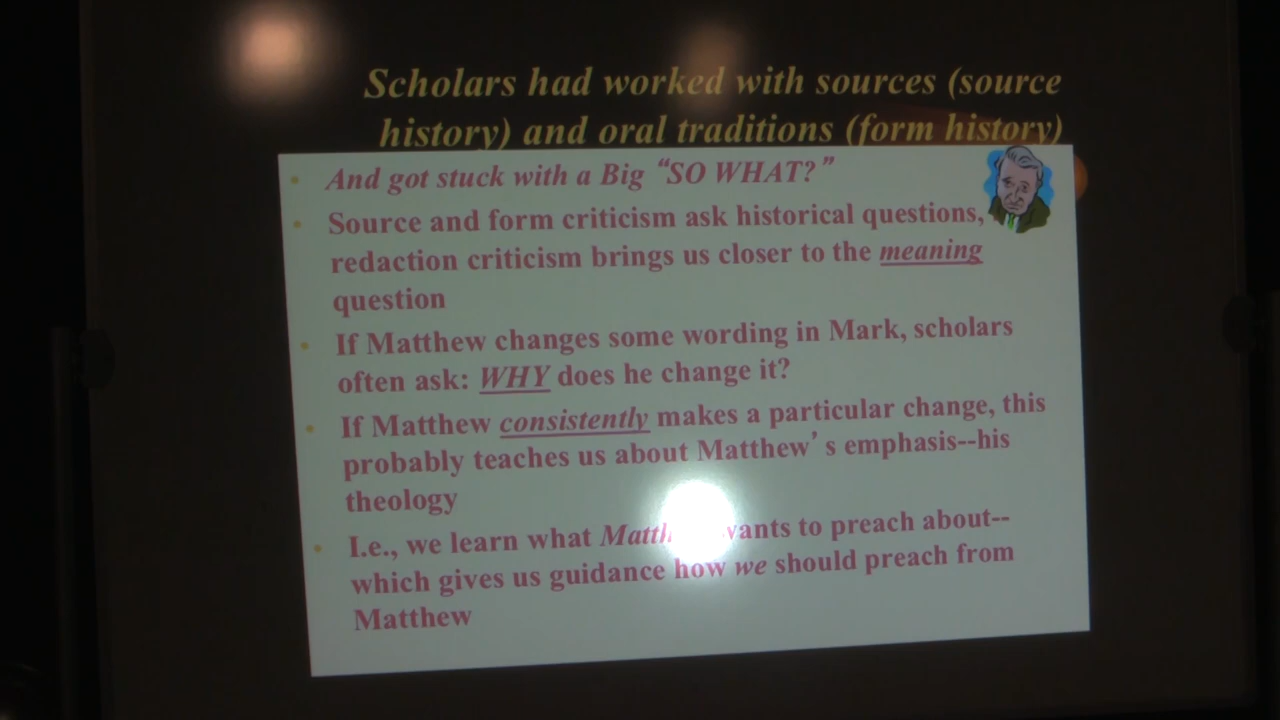 Scholars had worked with sources (source
history) and oral traditions (form history)
• And got stuck with a Big “SO WHAT?”
• Source and form criticism ask historical questions,
redaction criticism brings us closer to the meaning
question
• If Matthew changes some wording in Mark, scholars
often ask: WHY does he change it?
• If Matthew consistently makes a particular change, this
probably teaches us about Matthew’s emphasis--his
theology
• I.e., we learn what wants to preach about--
which gives us guidance how we should preach from
Matthew